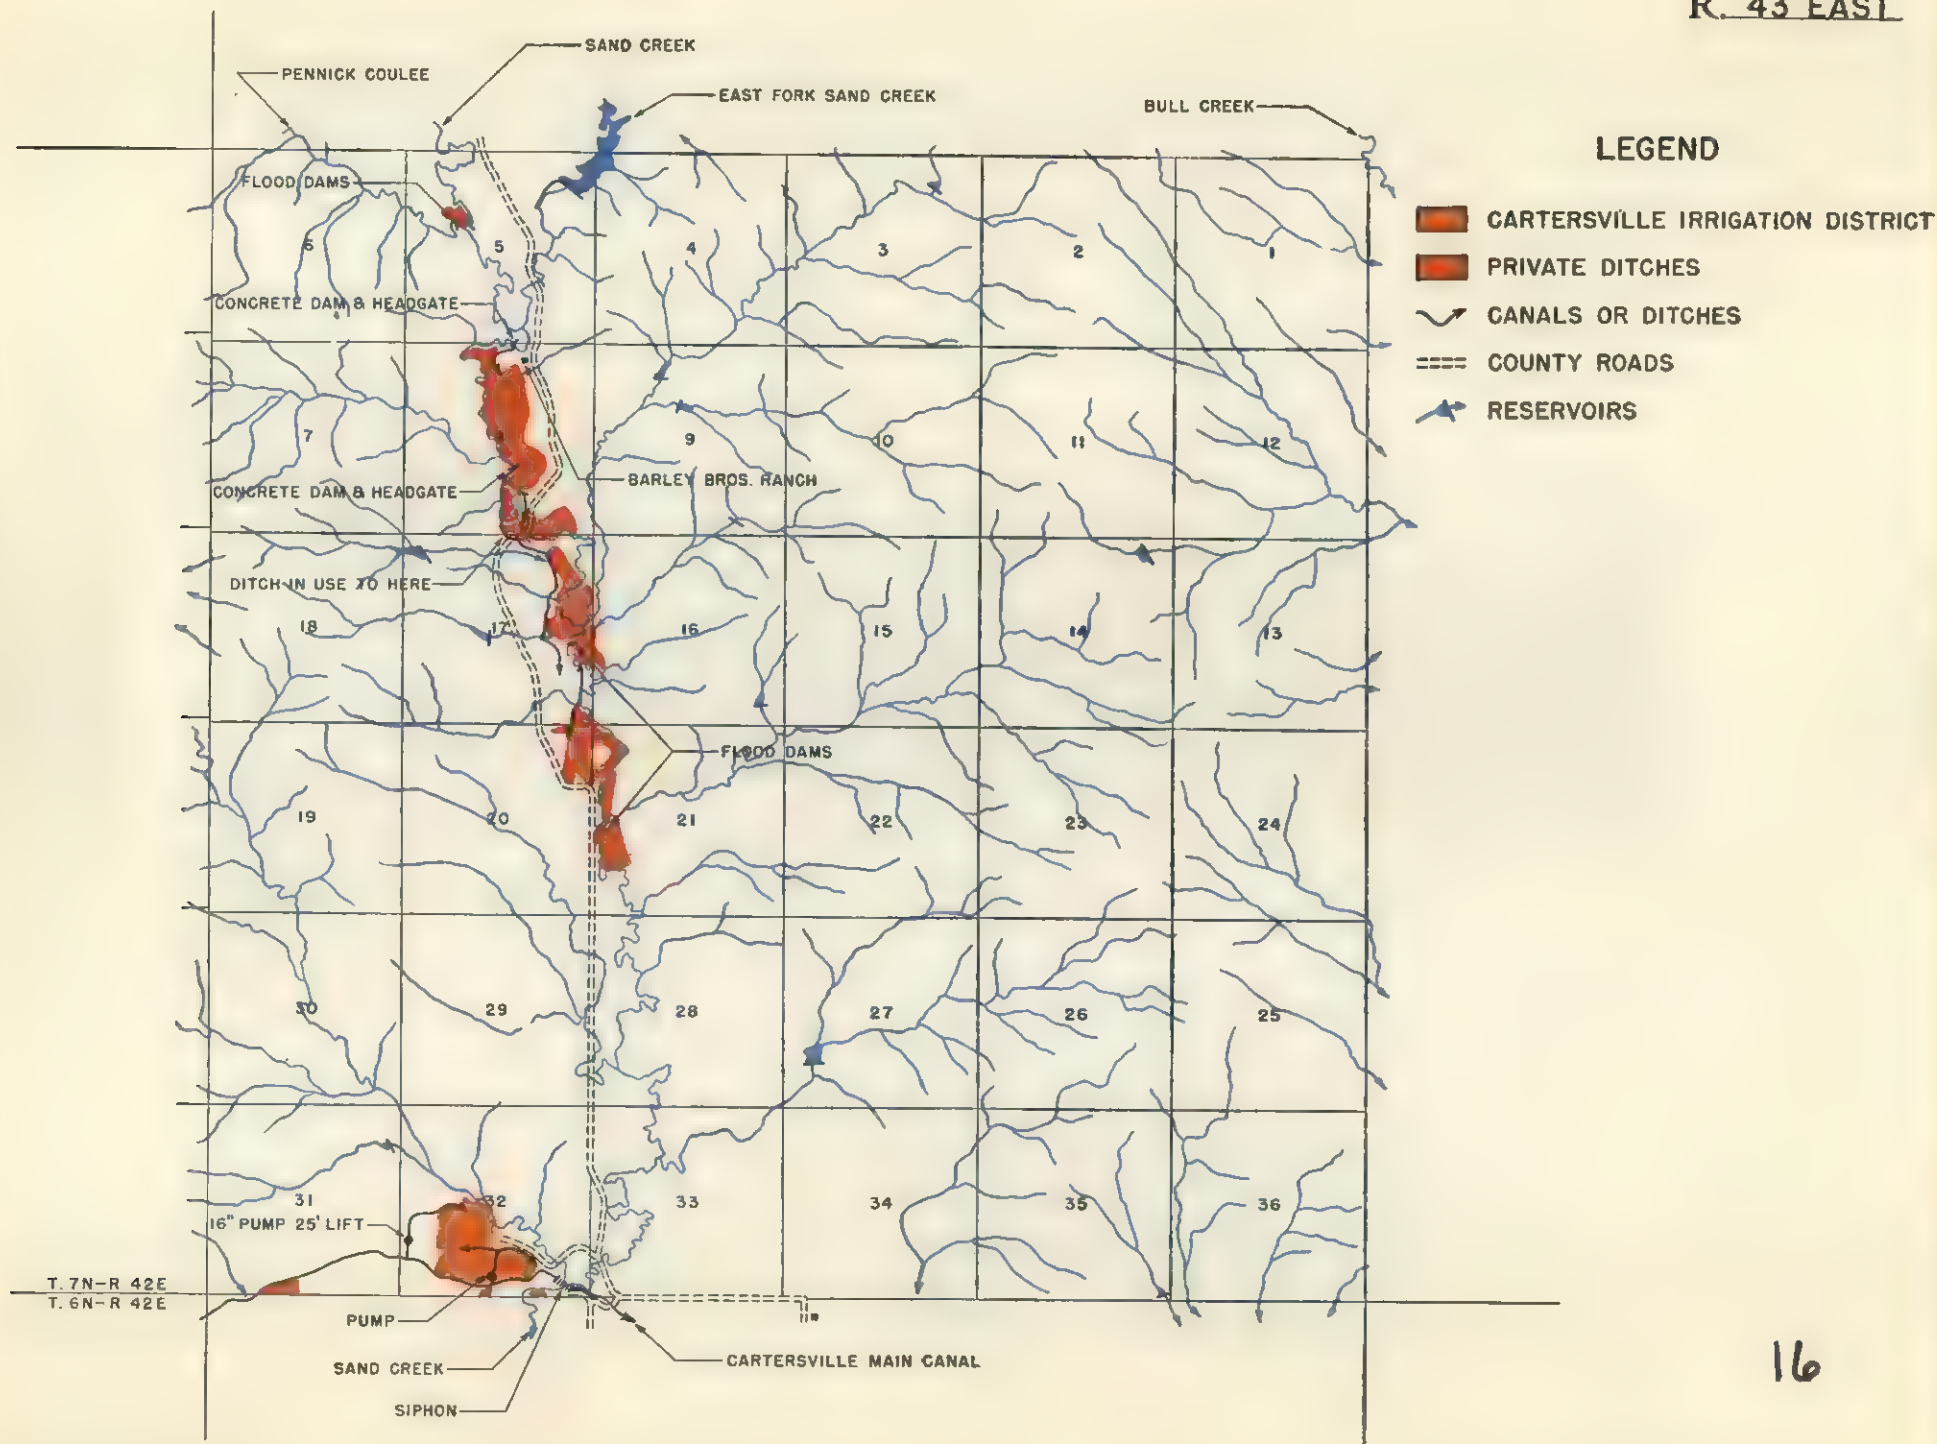 R. 43 EAST
SAND CREEK
PENNICK COULEE
EAST FORK SAND CREEK
BULL CREEK
LEGEND
CARTERSVILLE IRRIGATION DISTRICT
PRIVATE DITCHES
CANALS OR DITCHES
COUNTY ROADS
RESERVOIRS
FLOOD DAMS
6
5
4
3
2
1
CONCRETE DAM & HEADGATE
7
9
10
11
12
BARLEY BROS. RANCH
CONCRETE DAM & HEADGATE
DITCH IN USE TO HERE
18
17
16
15
14
13
FLOOD DAMS
19
20
21
22
23
24
30
29
28
27
26
25
31
32
33
34
35
36
16" PUMP 25' LIFT
T. 7N-R 42E
T. 6N-R 42E
PUMP
SAND CREEK
CARTERSVILLE MAIN CANAL
SIPHON
16